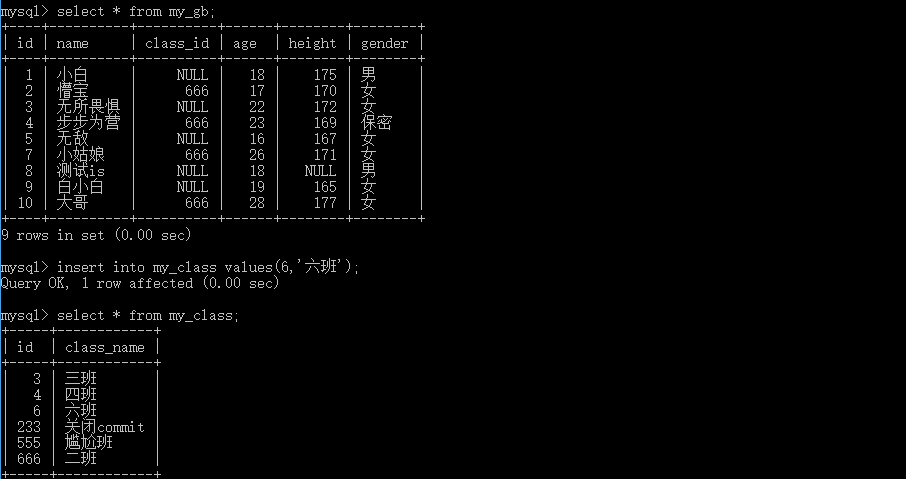 mysql> select * from my_gb;
+----+----------+----------+------+--------+--------+
| id | name     | class_id | age  | height | gender |
+----+----------+----------+------+--------+--------+
|  1 | 小白     |     NULL |   18 |    175 | 男     |
|  2 | 懵宝     |      666 |   17 |    170 | 女     |
|  3 | 无所畏惧 |     NULL |   22 |    172 | 女     |
|  4 | 步步为营 |      666 |   23 |    169 | 保密   |
|  5 | 无敌     |     NULL |   16 |    167 | 女     |
|  7 | 小姑娘   |      666 |   26 |    171 | 女     |
|  8 | 测试is   |     NULL |   18 |   NULL | 男     |
|  9 | 白小白   |     NULL |   19 |    165 | 女     |
| 10 | 大哥     |      666 |   28 |    177 | 女     |
+----+----------+----------+------+--------+--------+
9 rows in set (0.00 sec)
mysql> insert into my_class values(6,'六班');
Query OK, 1 row affected (0.00 sec)
mysql> select * from my_class;
+-----+------------+
| id  | class_name |
+-----+------------+
|   3 | 三班       |
|   4 | 四班       |
|   6 | 六班       |
| 233 | 关闭commit |
| 555 | 尴尬班     |
| 666 | 二班       |
+-----+------------+